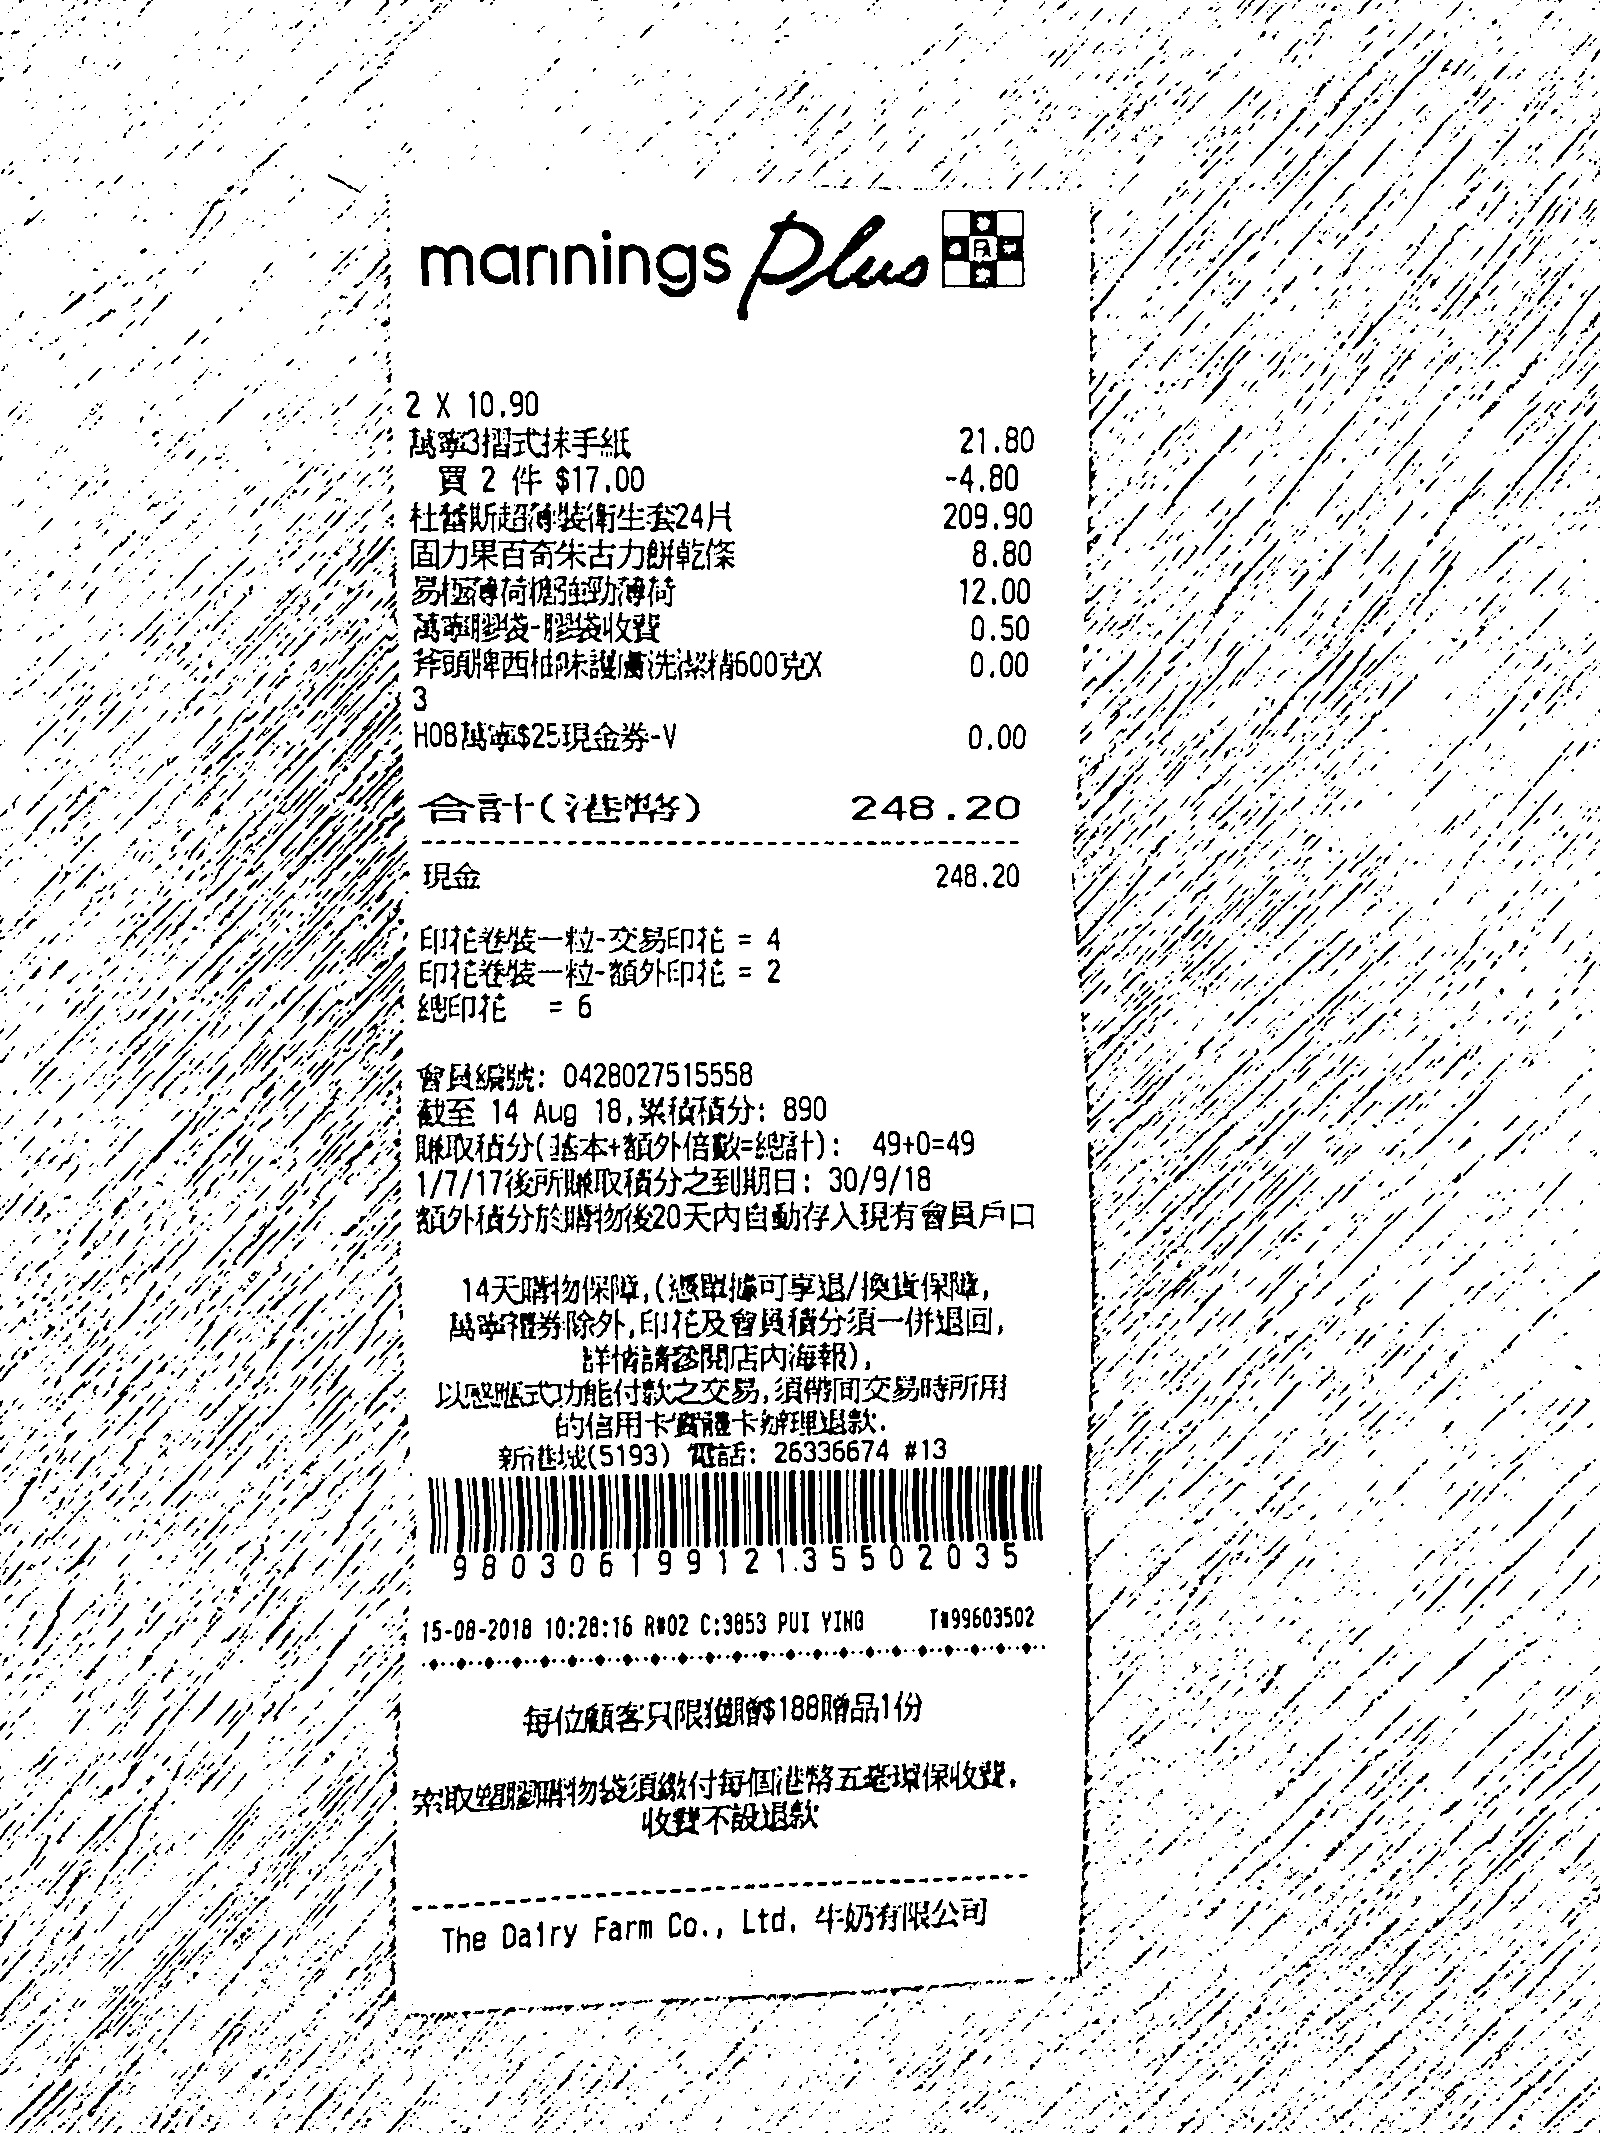 mannings Plus
2 X 10.90
萬寧3摺式抹手紙 21.80
買 2 件 $17.00 -4.80
杜蕾斯超薄裝衛生套24片 209.90
固力果百奇朱古力餅乾條 8.80
易極薄荷糖強勁薄荷 12.00
萬寧膠袋-膠袋收費 0.50
斧頭牌西柚味護膚洗潔精600克X 0.00
3
H08萬寧$25現金券-V 0.00
合計(港幣) 248.20
現金 248.20
印花卷裝一粒-交易印花 = 4
印花卷裝一粒-額外印花 = 2
總印花 = 6
會員編號: 0428027515558
截至 14 Aug 18,累積積分: 890
賺取積分(基本+額外倍數=總計): 49+0=49
1/7/17後所賺取積分之到期日: 30/9/18
額外積分於購物後20天內自動存入現有會員戶口
14天購物保障,(憑單據可享退/換貨保障,
萬寧禮券除外,印花及會員積分須一併退回,
詳情請參閱店內海報),
以感應式功能付款之交易,須帶同交易時所用
的信用卡實體卡辦理退款.
新港城(5193) 電話: 26336674 #13
98030619912135502035
15-08-2018 10:28:16 R#02 C:3853 PUI YING T#99603502
每位顧客只限獲贈$188贈品1份
索取塑膠購物袋須繳付每個港幣五毫環保收費.
收費不設退款
The Dairy Farm Co., Ltd. 牛奶有限公司